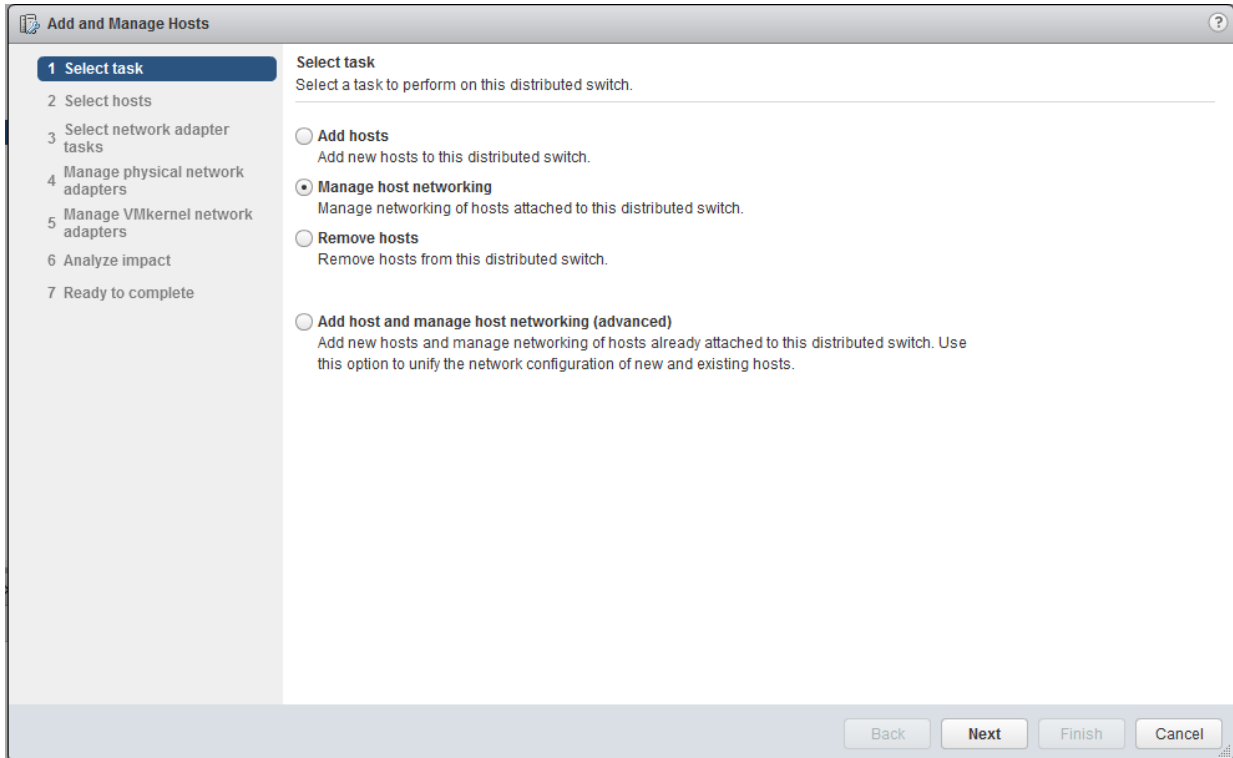 Add and Manage Hosts
?
1 Select task
2 Select hosts
3 Select network adapter
tasks
4 Manage physical network
adapters
5 Manage VMkernel network
adapters
6 Analyze impact
7 Ready to complete
Select task
Select a task to perform on this distributed switch.
Add hosts
Add new hosts to this distributed switch.
Manage host networking
Manage networking of hosts attached to this distributed switch.
Remove hosts
Remove hosts from this distributed switch.
Add host and manage host networking (advanced)
Add new hosts and manage networking of hosts already attached to this distributed switch. Use
this option to unify the network configuration of new and existing hosts.
Back Next Finish Cancel